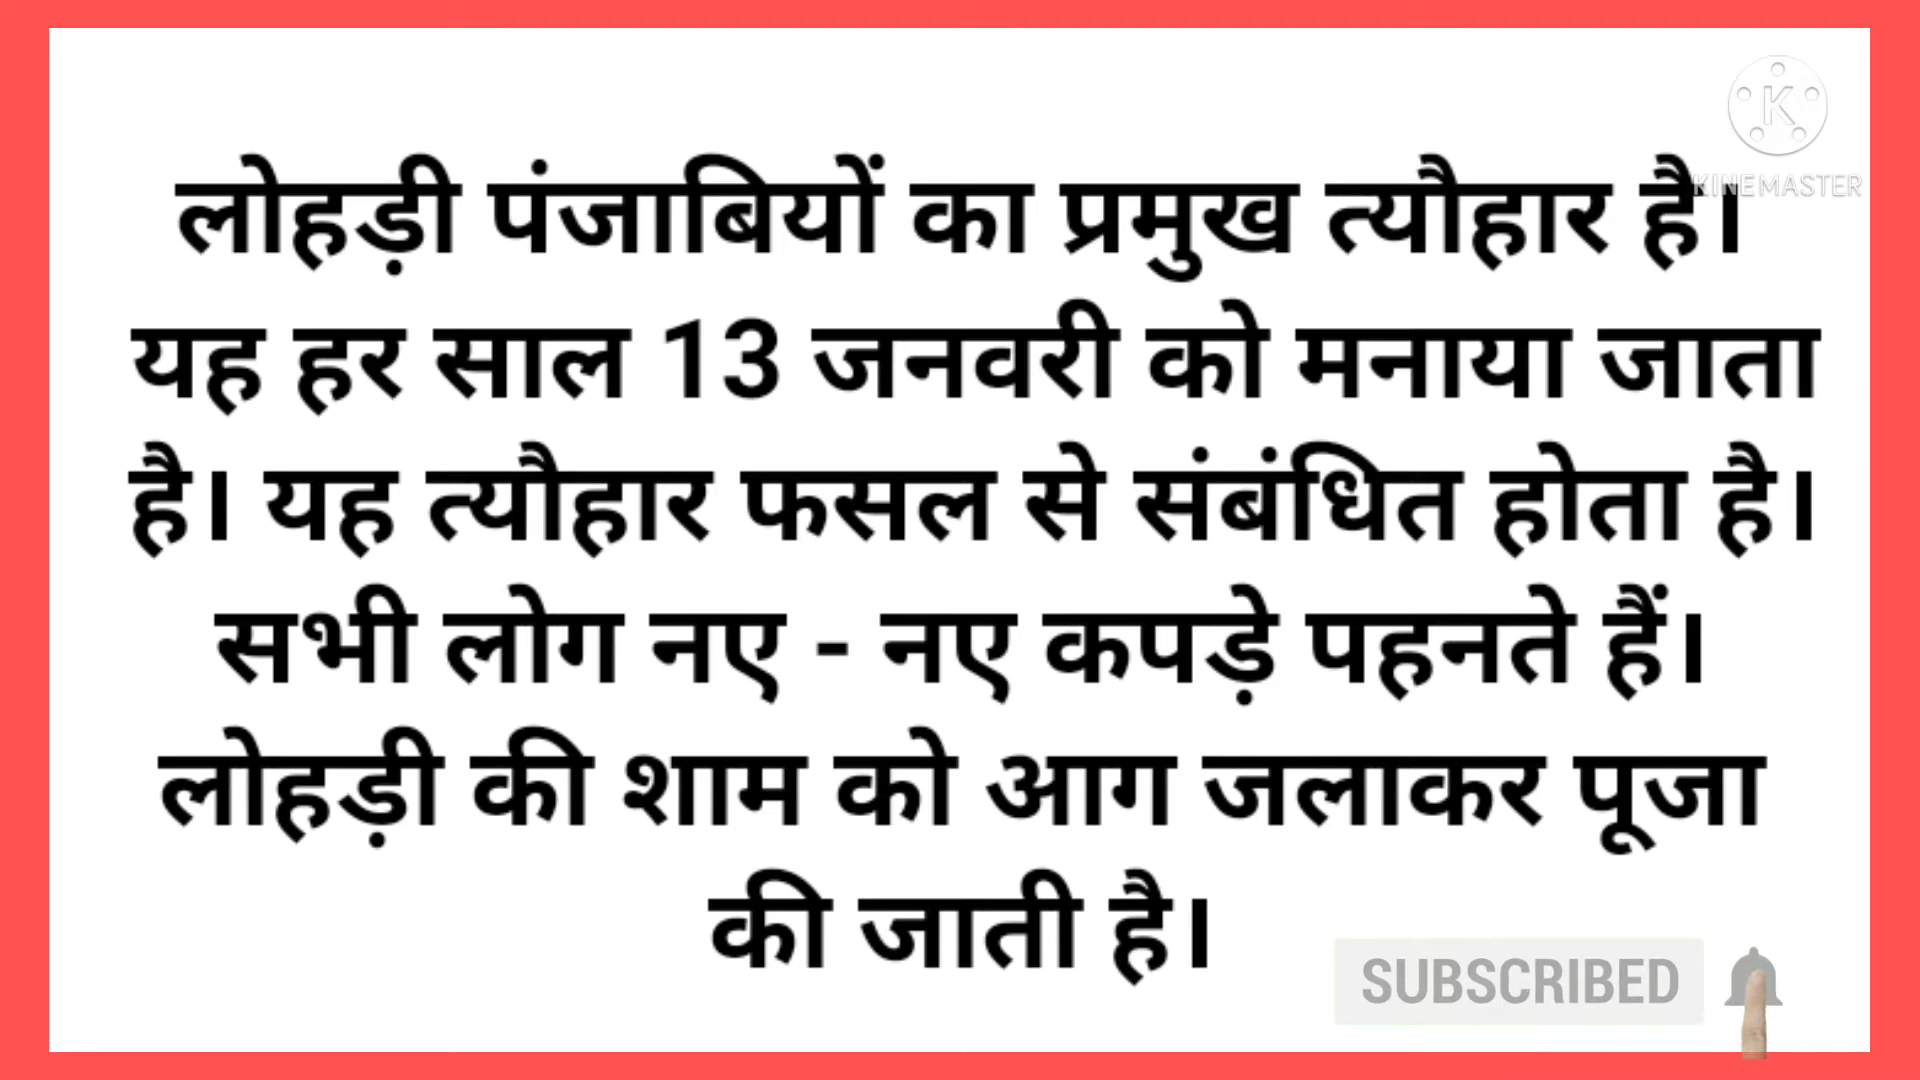 लोहड़ी पंजाबियों का प्रमुख त्यौहार है।
KINEMASTER
यह हर साल 13 जनवरी को मनाया जाता
है। यह त्यौहार फसल से संबंधित होता है।
सभी लोग नए - नए कपड़े पहनते हैं।
लोहड़ी की शाम को आग जलाकर पूजा
की जाती है।
SUBSCRIBED